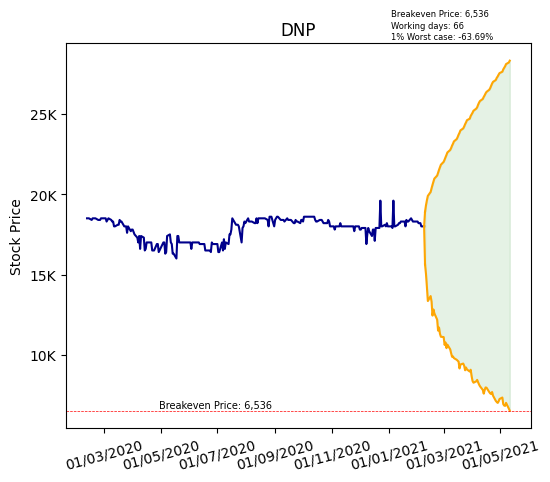 Breakeven Price: 6,536
Working days: 66
1% Worst case: -63.69%
DNP
Stock Price
25K
20K
15K
10K
Breakeven Price: 6,536
01/03/2020 01/05/2020 01/07/2020 01/09/2020 01/11/2020 01/01/2021 01/03/2021 01/05/2021